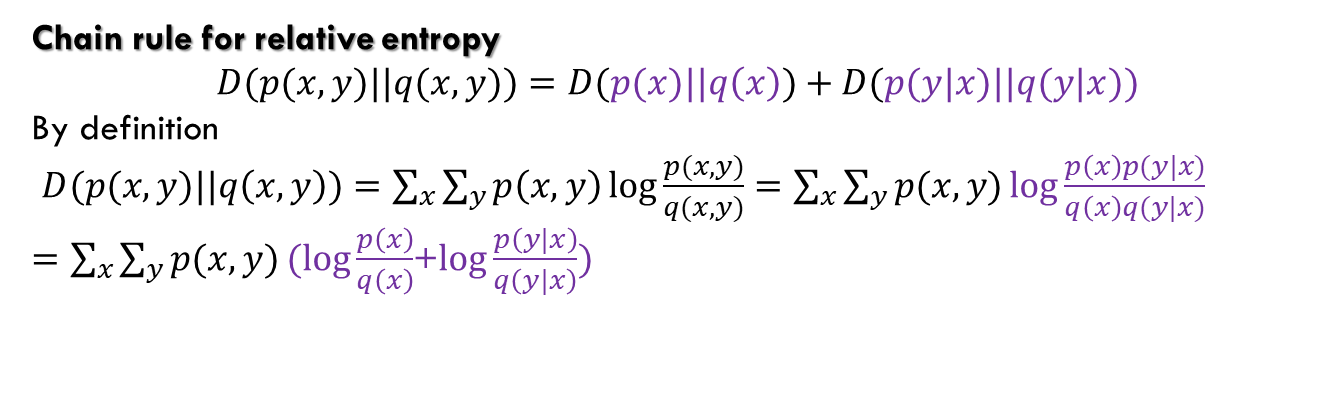 Chain rule for relative entropy
D(p(x,y)||q(x,y)) = D(p(x)||q(x)) + D(p(y|x)||q(y|x))
By definition
D(p(x,y)||q(x,y)) = ∑ₓ∑ᵧ p(x,y) log p(x,y)/q(x,y) = ∑ₓ∑ᵧ p(x,y) log p(x)p(y|x)/q(x)q(y|x)
= ∑ₓ∑ᵧ p(x,y) (log p(x)/q(x) +log p(y|x)/q(y|x))